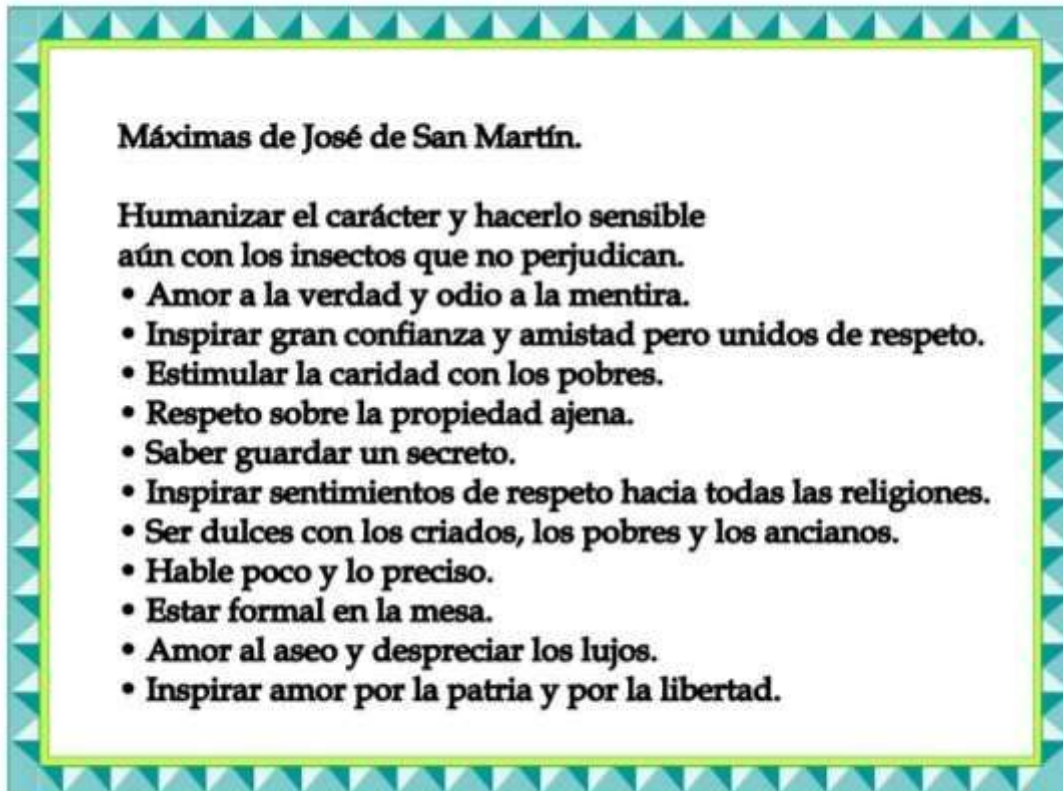 Máximas de José de San Martín.
Humanizar el carácter y hacerlo sensible
aún con los insectos que no perjudican.
• Amor a la verdad y odio a la mentira.
• Inspirar gran confianza y amistad pero unidos de respeto.
• Estimular la caridad con los pobres.
• Respeto sobre la propiedad ajena.
• Saber guardar un secreto.
• Inspirar sentimientos de respeto hacia todas las religiones.
• Ser dulces con los criados, los pobres y los ancianos.
• Hable poco y lo preciso.
• Estar formal en la mesa.
• Amor al aseo y despreciar los lujos.
• Inspirar amor por la patria y por la libertad.